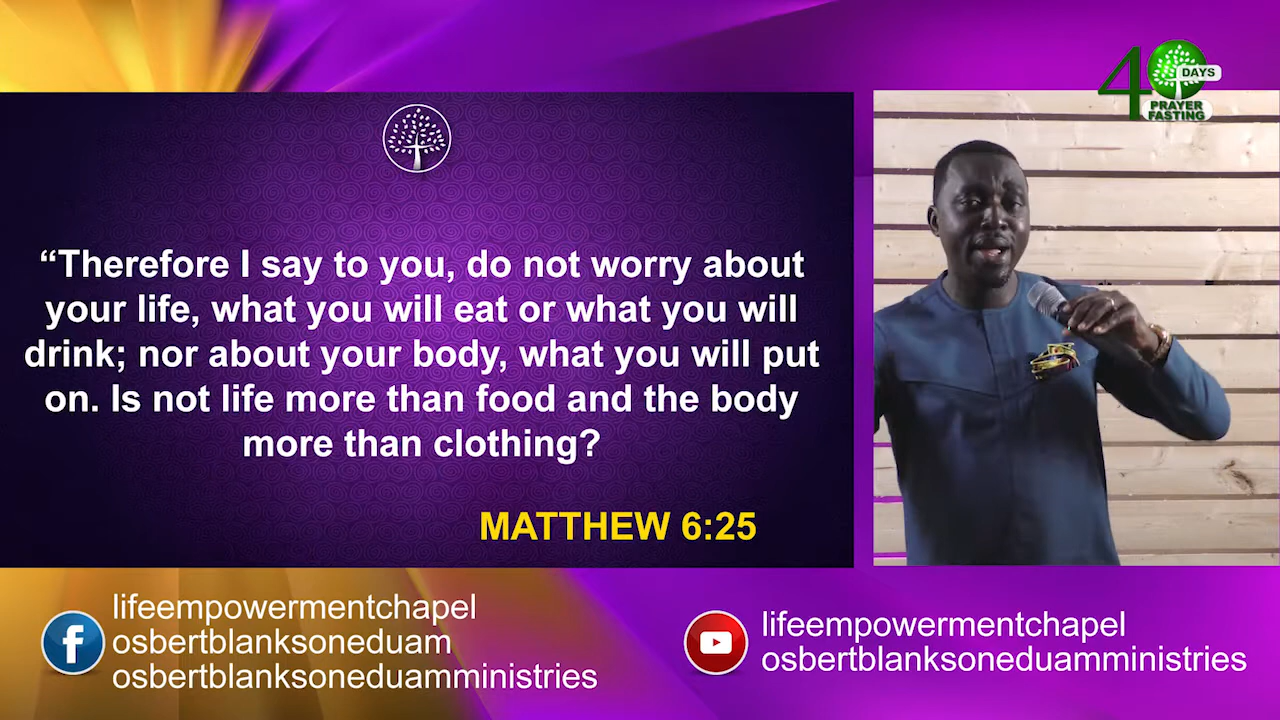 40 DAYS
PRAYER
FASTING
“Therefore I say to you, do not worry about
your life, what you will eat or what you will
drink; nor about your body, what you will put
on. Is not life more than food and the body
more than clothing?
MATTHEW 6:25
f
lifeempowermentchapel
osbertblanksoneduam
osbertblanksoneduamministries
lifeempowermentchapel
osbertblanksoneduamministries